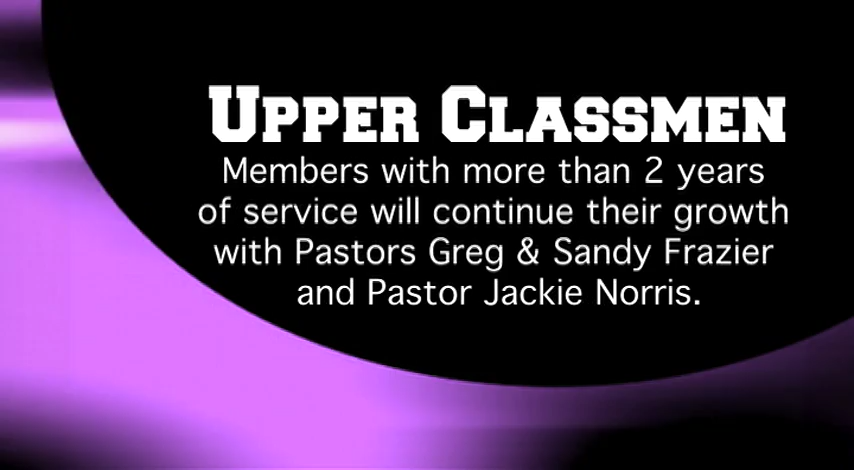 Upper Classmen
Members with more than 2 years
of service will continue their growth
with Pastors Greg & Sandy Frazier
and Pastor Jackie Norris.